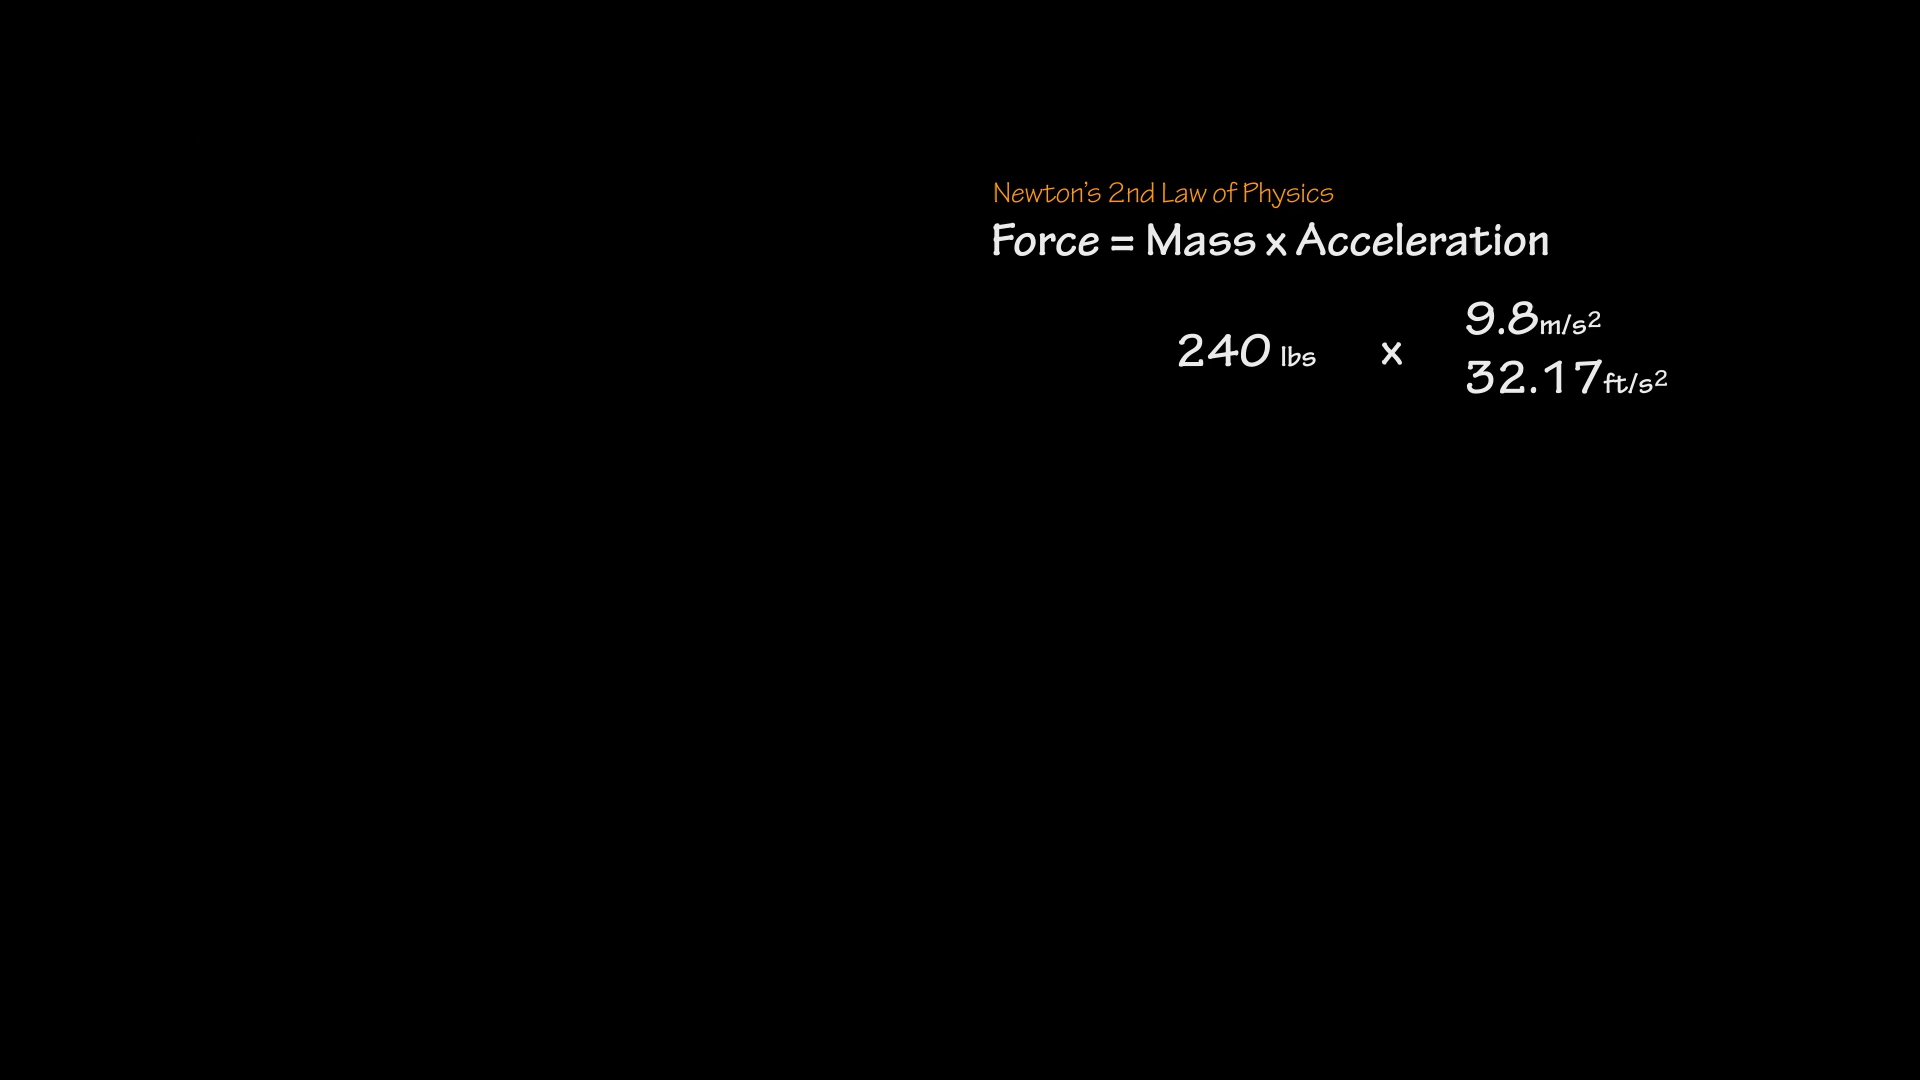 Newton's 2nd Law of Physics
Force = Mass x Acceleration
240 lbs x 9.8m/s²
32.17ft/s²